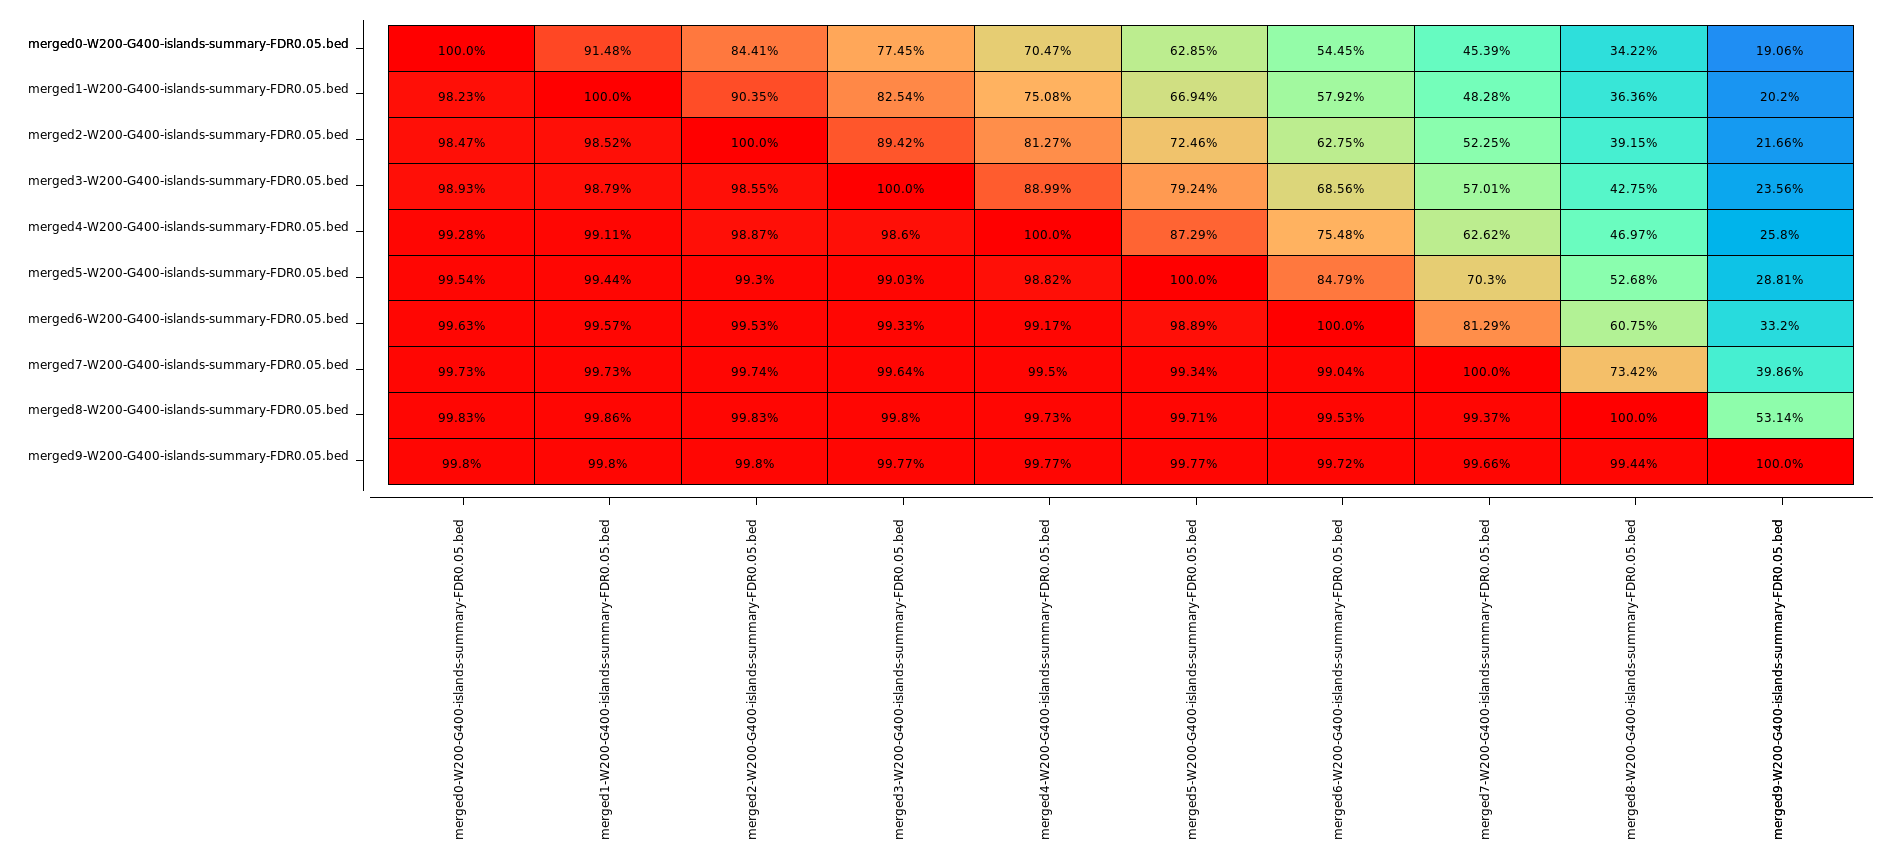 merged0-W200-G400-islands-summary-FDR0.05.bed 100.0% 91.48% 84.41% 77.45% 70.47% 62.85% 54.45% 45.39% 34.22% 19.06%
merged1-W200-G400-islands-summary-FDR0.05.bed 98.23% 100.0% 90.35% 82.54% 75.08% 66.94% 57.92% 48.28% 36.36% 20.2%
merged2-W200-G400-islands-summary-FDR0.05.bed 98.47% 98.52% 100.0% 89.42% 81.27% 72.46% 62.75% 52.25% 39.15% 21.66%
merged3-W200-G400-islands-summary-FDR0.05.bed 98.93% 98.79% 98.55% 100.0% 88.99% 79.24% 68.56% 57.01% 42.75% 23.56%
merged4-W200-G400-islands-summary-FDR0.05.bed 99.28% 99.11% 98.87% 98.6% 100.0% 87.29% 75.48% 62.62% 46.97% 25.8%
merged5-W200-G400-islands-summary-FDR0.05.bed 99.54% 99.44% 99.3% 99.03% 98.82% 100.0% 84.79% 70.3% 52.68% 28.81%
merged6-W200-G400-islands-summary-FDR0.05.bed 99.63% 99.57% 99.53% 99.33% 99.17% 98.89% 100.0% 81.29% 60.75% 33.2%
merged7-W200-G400-islands-summary-FDR0.05.bed 99.73% 99.73% 99.74% 99.64% 99.5% 99.34% 99.04% 100.0% 73.42% 39.86%
merged8-W200-G400-islands-summary-FDR0.05.bed 99.83% 99.86% 99.83% 99.8% 99.73% 99.71% 99.53% 99.37% 100.0% 53.14%
merged9-W200-G400-islands-summary-FDR0.05.bed 99.8% 99.8% 99.8% 99.77% 99.77% 99.77% 99.72% 99.66% 99.44% 100.0%
merged0-W200-G400-islands-summary-FDR0.05.bed
merged1-W200-G400-islands-summary-FDR0.05.bed
merged2-W200-G400-islands-summary-FDR0.05.bed
merged3-W200-G400-islands-summary-FDR0.05.bed
merged4-W200-G400-islands-summary-FDR0.05.bed
merged5-W200-G400-islands-summary-FDR0.05.bed
merged6-W200-G400-islands-summary-FDR0.05.bed
merged7-W200-G400-islands-summary-FDR0.05.bed
merged8-W200-G400-islands-summary-FDR0.05.bed
merged9-W200-G400-islands-summary-FDR0.05.bed